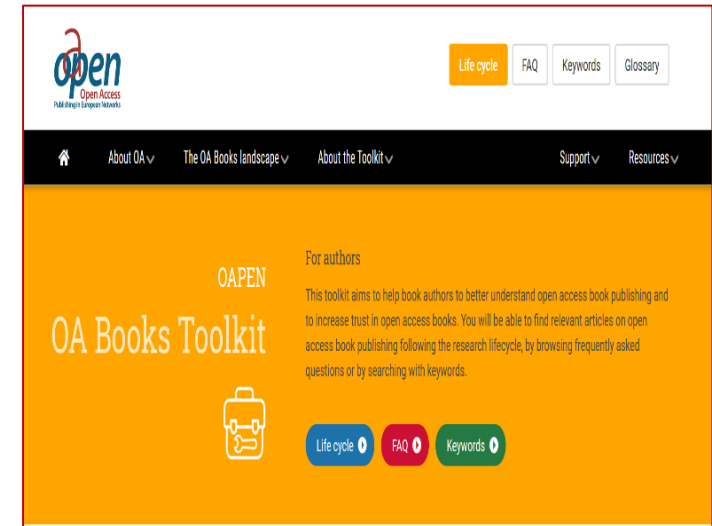 oapen
Open Access
Publishing in European Networks
Life cycle
FAQ
Keywords
Glossary
About OA
The OA Books landscape
About the Toolkit
Support
Resources
OAPEN
OA Books Toolkit
For authors
This toolkit aims to help book authors to better understand open access book publishing and
to increase trust in open access books. You will be able to find relevant articles on open
access book publishing following the research lifecycle, by browsing frequently asked
questions or by searching with keywords.
Life cycle
FAQ
Keywords